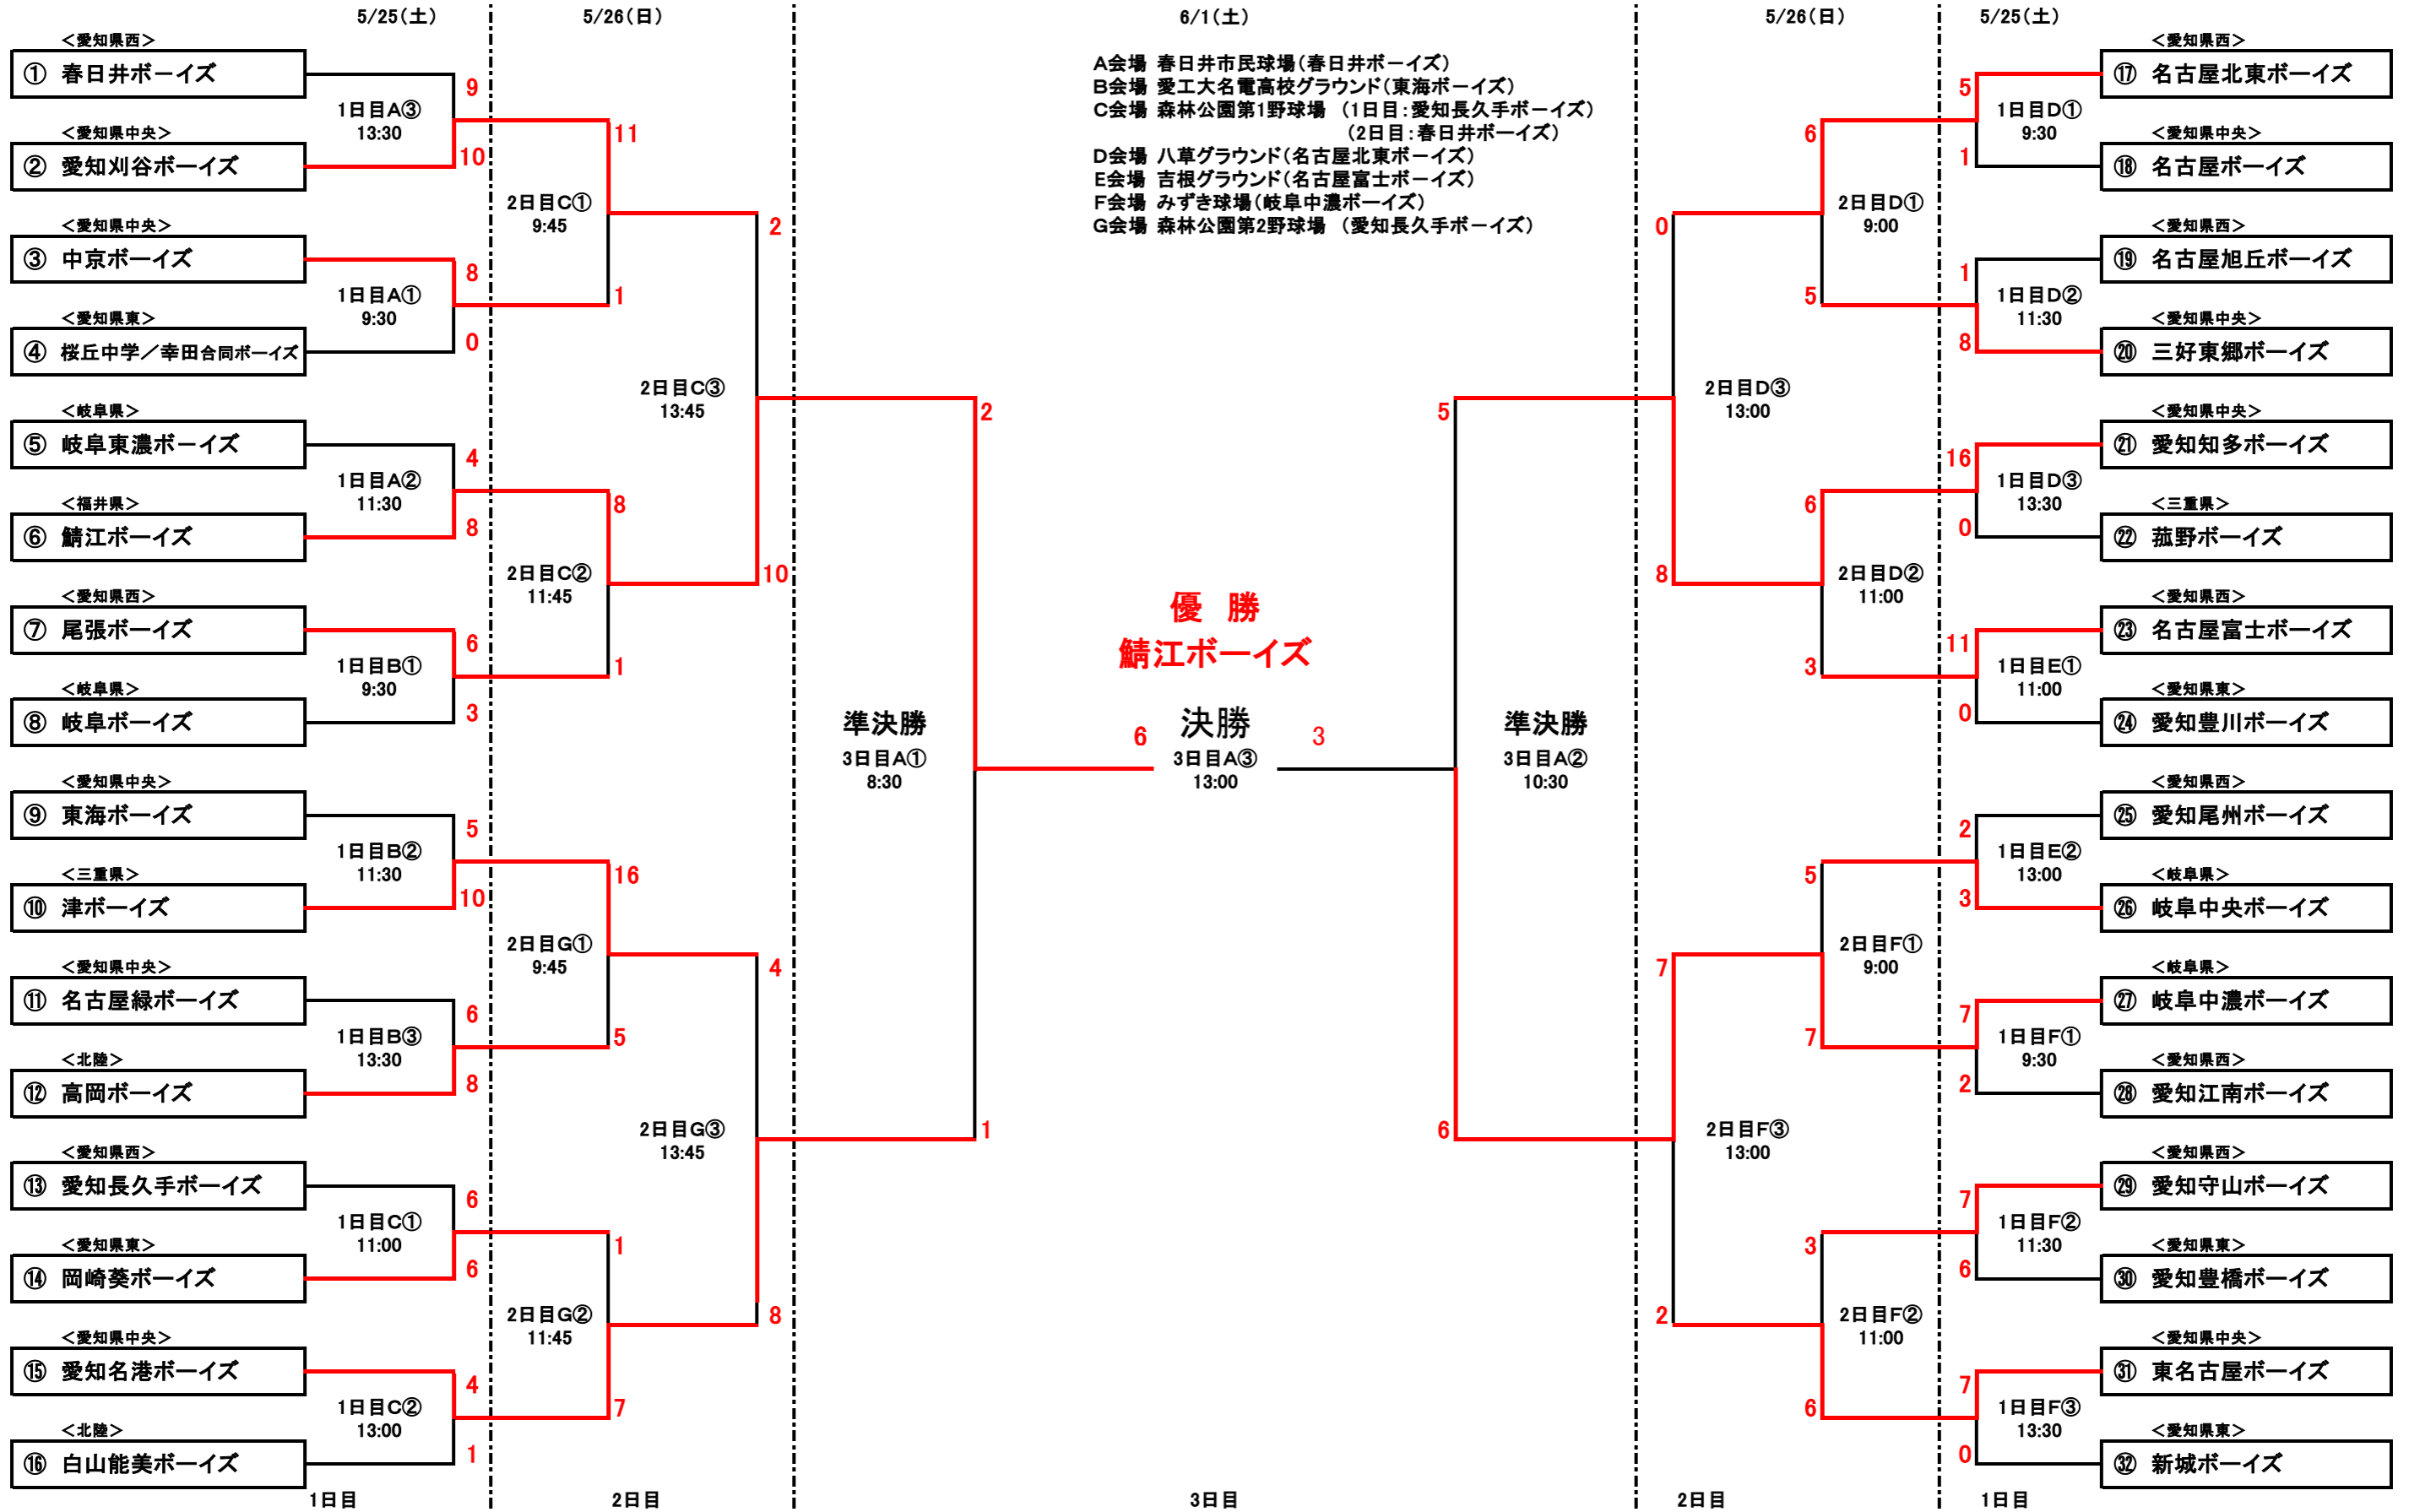 5/25(土)
5/26(日)
6/1(土)
5/26(日)
5/25(土)
A会場 春日井市民球場(春日井ボーイズ)
B会場 愛工大名電高校グラウンド(東海ボーイズ)
C会場 森林公園第1野球場 (1日目:愛知長久手ボーイズ)
(2日目:春日井ボーイズ)
D会場 八草グラウンド(名古屋北東ボーイズ)
E会場 吉根グラウンド(名古屋富士ボーイズ)
F会場 みずき球場(岐阜中濃ボーイズ)
G会場 森林公園第2野球場 (愛知長久手ボーイズ)
<愛知県西>
① 春日井ボーイズ
9
1日目A③
13:30
<愛知県中央>
② 愛知刈谷ボーイズ
10
<愛知県中央>
③ 中京ボーイズ
8
1日目A①
9:30
<愛知県東>
④ 桜丘中学/幸田合同ボーイズ
0
<岐阜県>
⑤ 岐阜東濃ボーイズ
4
1日目A②
11:30
<福井県>
⑥ 鯖江ボーイズ
8
<愛知県西>
⑦ 尾張ボーイズ
6
1日目B①
9:30
<岐阜県>
⑧ 岐阜ボーイズ
3
<愛知県中央>
⑨ 東海ボーイズ
5
1日目B②
11:30
<三重県>
⑩ 津ボーイズ
10
<愛知県中央>
⑪ 名古屋緑ボーイズ
6
1日目B③
13:30
<北陸>
⑫ 高岡ボーイズ
8
<愛知県西>
⑬ 愛知長久手ボーイズ
6
1日目C①
11:00
<愛知県東>
⑭ 岡崎葵ボーイズ
6
<愛知県中央>
⑮ 愛知名港ボーイズ
4
1日目C②
13:00
<北陸>
⑯ 白山能美ボーイズ
1
11
2日目C①
9:45
1
8
2日目C②
11:45
1
16
2日目G①
9:45
5
1
2日目G②
11:45
7
2
2日目C③
13:45
10
4
2日目G③
13:45
8
2
準決勝
3日目A①
8:30
1
優 勝
鯖江ボーイズ
6
決勝
3
3日目A③
13:00
5
準決勝
3日目A②
10:30
6
0
2日目D③
13:00
8
7
2日目F③
13:00
2
6
2日目D①
9:00
5
6
2日目D②
11:00
3
5
2日目F①
9:00
7
3
2日目F②
11:00
6
<愛知県西>
⑰ 名古屋北東ボーイズ
5
1日目D①
9:30
<愛知県中央>
⑱ 名古屋ボーイズ
1
<愛知県西>
⑲ 名古屋旭丘ボーイズ
1
1日目D②
11:30
<愛知県中央>
⑳ 三好東郷ボーイズ
8
<愛知県中央>
㉑ 愛知知多ボーイズ
16
1日目D③
13:30
<三重県>
㉒ 菰野ボーイズ
0
<愛知県西>
㉓ 名古屋富士ボーイズ
11
1日目E①
11:00
<愛知県東>
㉔ 愛知豊川ボーイズ
0
<愛知県西>
㉕ 愛知尾州ボーイズ
2
1日目E②
13:00
<岐阜県>
㉖ 岐阜中央ボーイズ
3
<岐阜県>
㉗ 岐阜中濃ボーイズ
7
1日目F①
9:30
<愛知県西>
㉘ 愛知江南ボーイズ
2
<愛知県西>
㉙ 愛知守山ボーイズ
7
1日目F②
11:30
<愛知県東>
㉚ 愛知豊橋ボーイズ
6
<愛知県中央>
㉛ 東名古屋ボーイズ
7
1日目F③
13:30
<愛知県東>
㉜ 新城ボーイズ
0
1日目
2日目
3日目
2日目
1日目